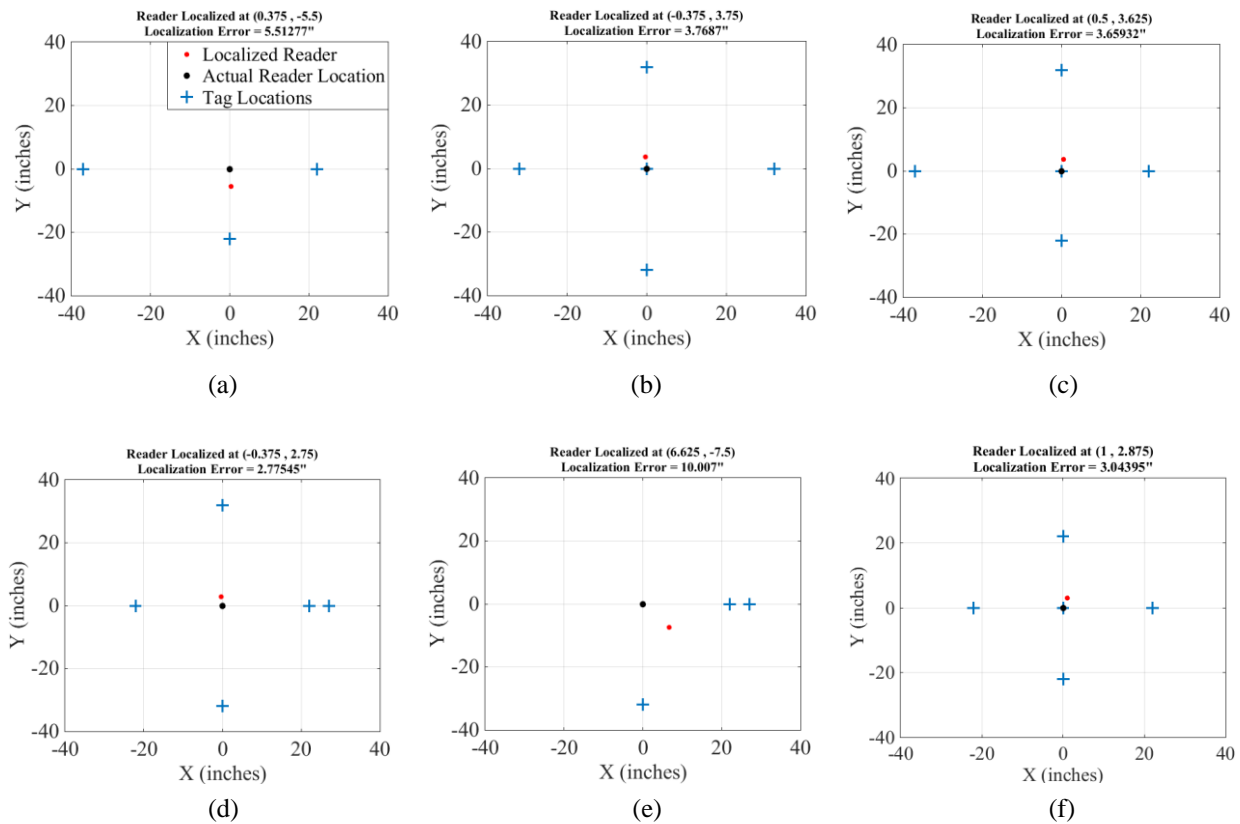 Reader Localized at (0.375 , -5.5)
Localization Error = 5.51277"
Localized Reader
Actual Reader Location
Tag Locations
40
20
0
-20
-40
-40
-20
0
20
40
Y (inches)
X (inches)
(a)
Reader Localized at (-0.375 , 3.75)
Localization Error = 3.7687"
40
20
0
-20
-40
-40
-20
0
20
40
Y (inches)
X (inches)
(b)
Reader Localized at (0.5 , 3.625)
Localization Error = 3.65932"
40
20
0
-20
-40
-40
-20
0
20
40
Y (inches)
X (inches)
(c)
Reader Localized at (-0.375 , 2.75)
Localization Error = 2.77545"
40
20
0
-20
-40
-40
-20
0
20
40
Y (inches)
X (inches)
(d)
Reader Localized at (6.625 , -7.5)
Localization Error = 10.007"
40
20
0
-20
-40
-40
-20
0
20
40
Y (inches)
X (inches)
(e)
Reader Localized at (1 , 2.875)
Localization Error = 3.04395"
40
20
0
-20
-40
-40
-20
0
20
40
Y (inches)
X (inches)
(f)